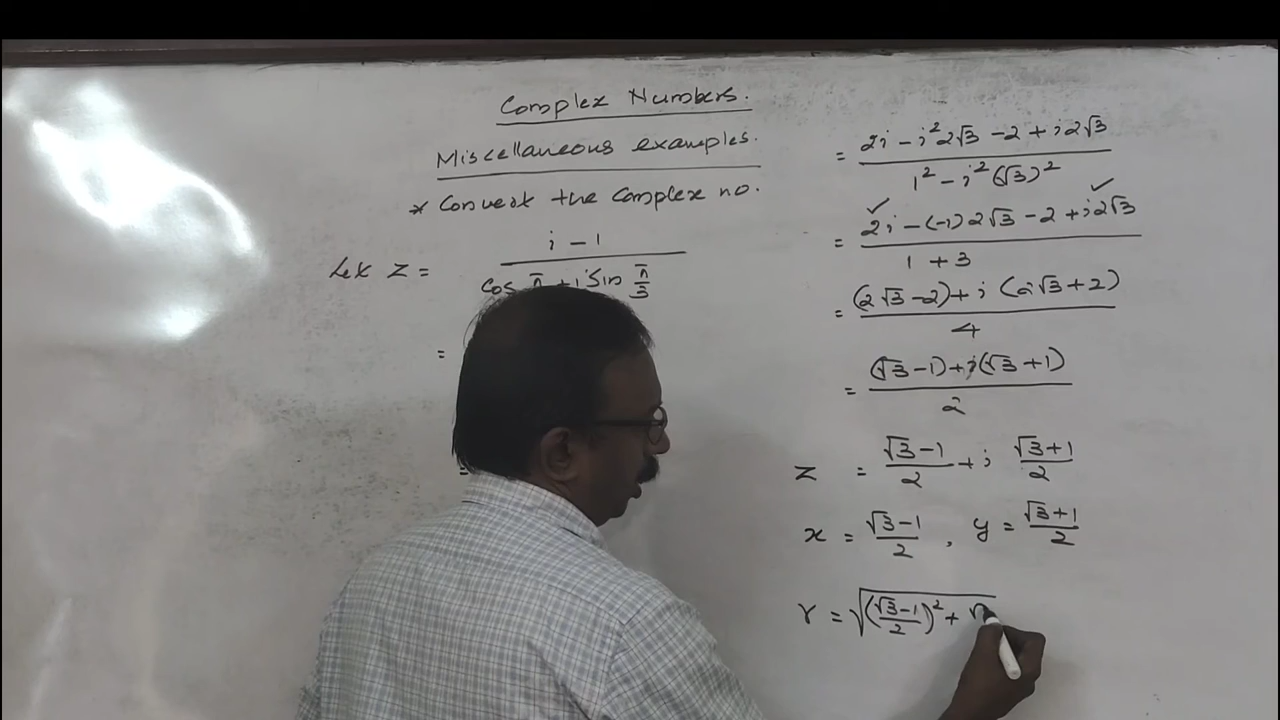 Complex Numbers.
Miscellaneous examples.
* Convert the Complex no.
Let Z = i - 1 / cos π/3 + i Sin π/3
=
=
= 2i - i² 2√3 - 2 + i 2√3 / 1² - i² (√3)²
= 2i - (-1) 2√3 - 2 + i 2√3 / 1 + 3
= (2√3 - 2) + i (2√3 + 2) / 4
= (√3 - 1) + i (√3 + 1) / 2
Z = √3 - 1 / 2 + i √3 + 1 / 2
x = √3 - 1 / 2 , y = √3 + 1 / 2
r = √(√3 - 1 / 2)² +